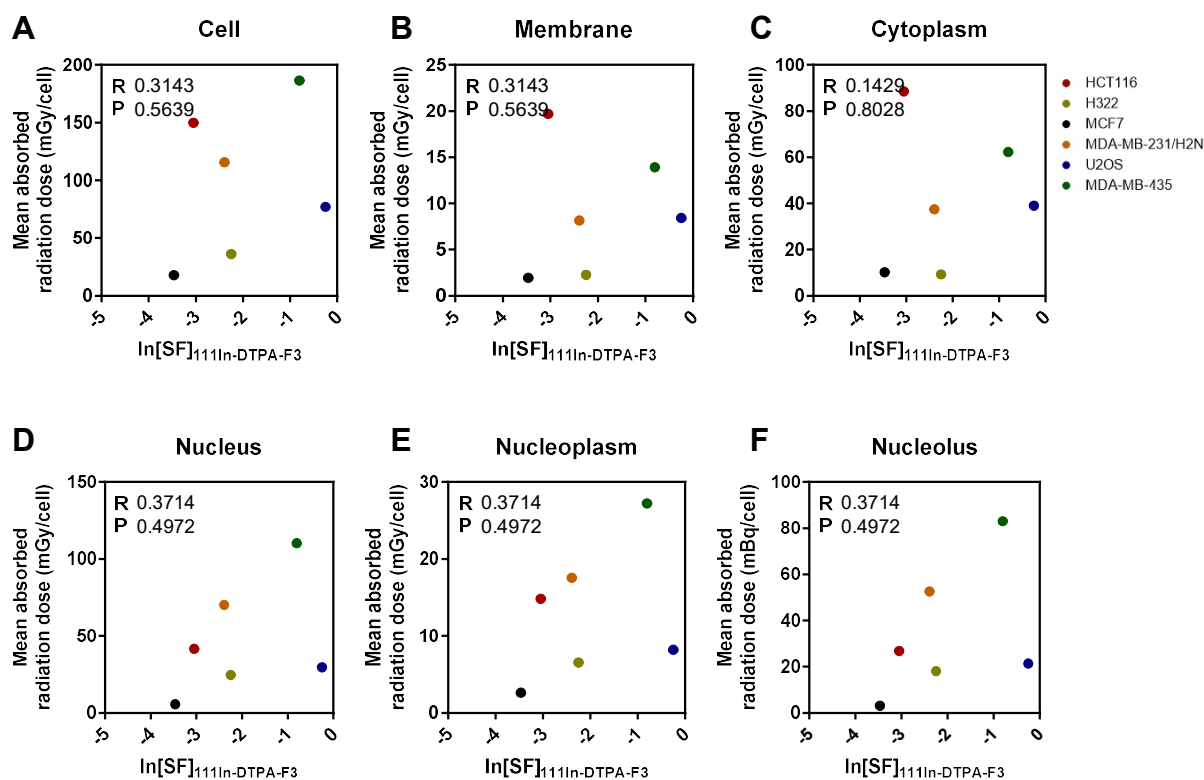 A Cell
R 0.3143
P 0.5639
Mean absorbed
radiation dose (mGy/cell)
200
150
100
50
0
-5 -4 -3 -2 -1 0
ln[SF]111In-DTPA-F3
B Membrane
R 0.3143
P 0.5639
Mean absorbed
radiation dose (mGy/cell)
25
20
15
10
5
0
-5 -4 -3 -2 -1 0
ln[SF]111In-DTPA-F3
C Cytoplasm
R 0.1429
P 0.8028
Mean absorbed
radiation dose (mGy/cell)
100
80
60
40
20
0
-5 -4 -3 -2 -1 0
ln[SF]111In-DTPA-F3
HCT116
H322
MCF7
MDA-MB-231/H2N
U2OS
MDA-MB-435
D Nucleus
R 0.3714
P 0.4972
Mean absorbed
radiation dose (mGy/cell)
150
100
50
0
-5 -4 -3 -2 -1 0
ln[SF]111In-DTPA-F3
E Nucleoplasm
R 0.3714
P 0.4972
Mean absorbed
radiation dose (mGy/cell)
30
20
10
0
-5 -4 -3 -2 -1 0
ln[SF]111In-DTPA-F3
F Nucleolus
R 0.3714
P 0.4972
Mean absorbed
radiation dose (mBq/cell)
100
80
60
40
20
0
-5 -4 -3 -2 -1 0
ln[SF]111In-DTPA-F3